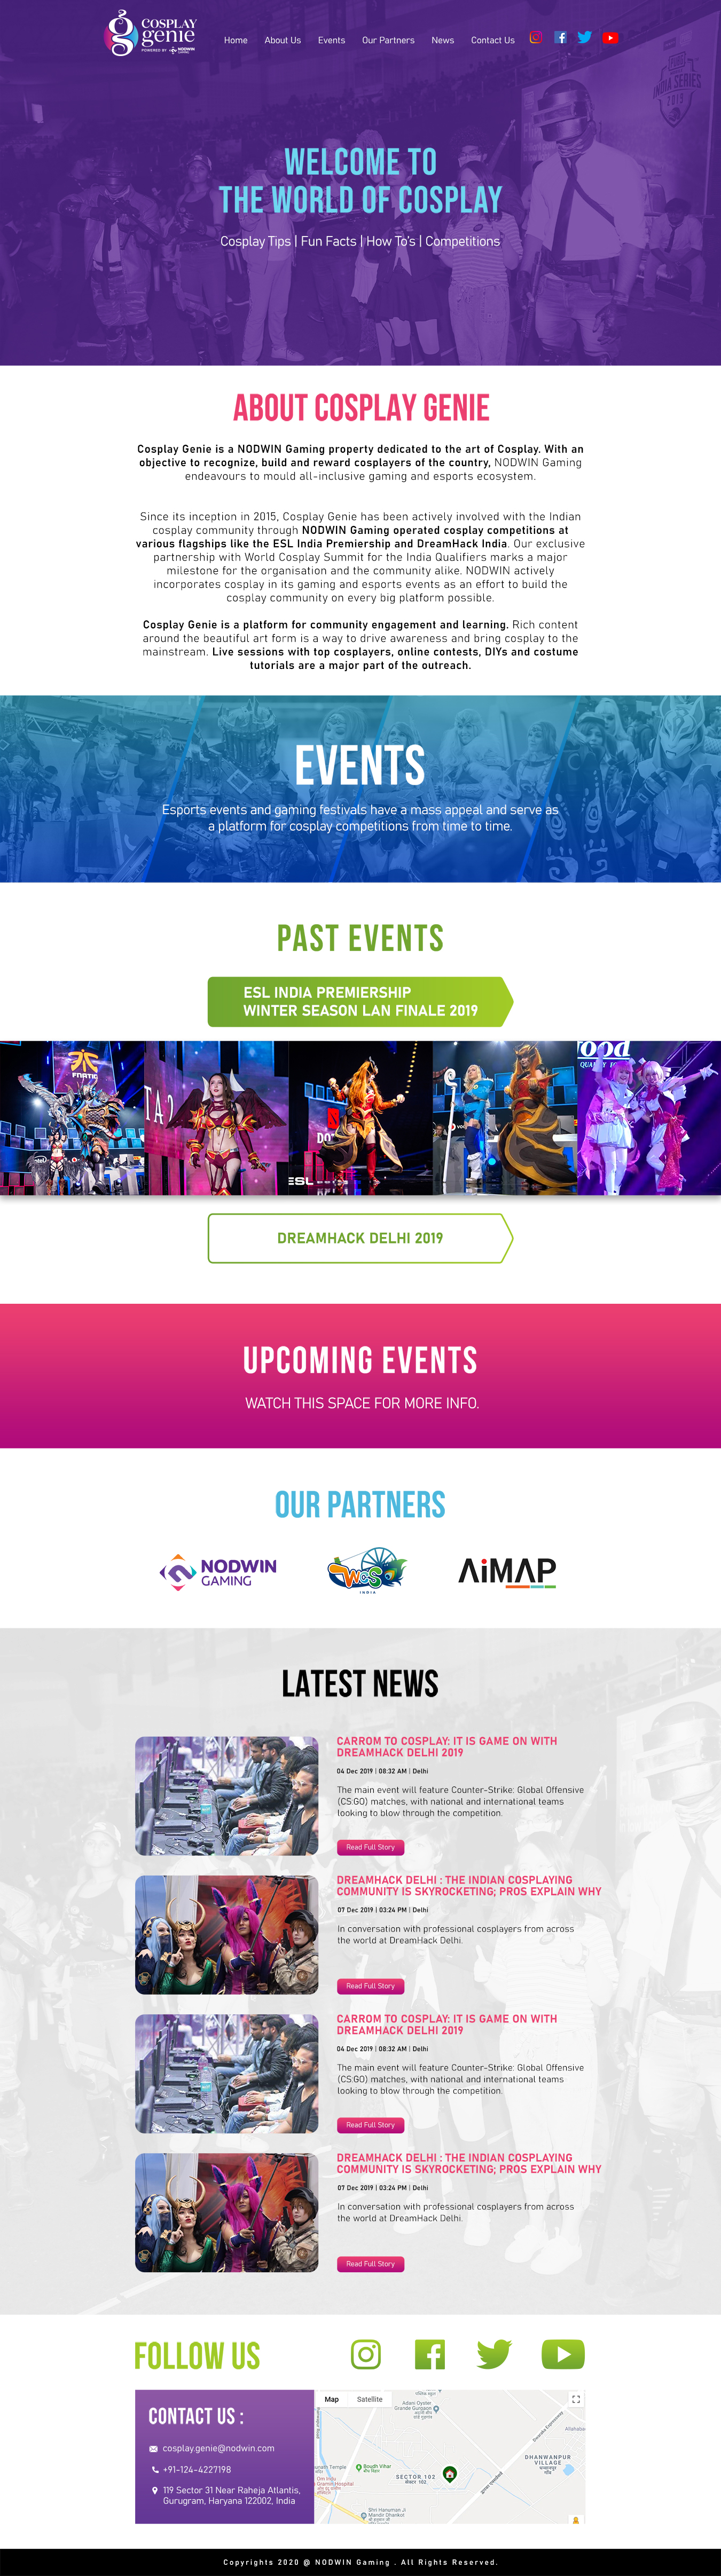 COSPLAY
genie
POWERED BY NODWIN GAMING
Home About Us Events Our Partners News Contact Us
PUBG
INDIA SERIES
2019
WELCOME TO
THE WORLD OF COSPLAY
Cosplay Tips | Fun Facts | How To's | Competitions
ABOUT COSPLAY GENIE
Cosplay Genie is a NODWIN Gaming property dedicated to the art of Cosplay. With an
objective to recognize, build and reward cosplayers of the country, NODWIN Gaming
endeavours to mould all-inclusive gaming and esports ecosystem.
Since its inception in 2015, Cosplay Genie has been actively involved with the Indian
cosplay community through NODWIN Gaming operated cosplay competitions at
various flagships like the ESL India Premiership and DreamHack India. Our exclusive
partnership with World Cosplay Summit for the India Qualifiers marks a major
milestone for the organisation and the community alike. NODWIN actively
incorporates cosplay in its gaming and esports events as an effort to build the
cosplay community on every big platform possible.
Cosplay Genie is a platform for community engagement and learning. Rich content
around the beautiful art form is a way to drive awareness and bring cosplay to the
mainstream. Live sessions with top cosplayers, online contests, DIYs and costume
tutorials are a major part of the outreach.
EVENTS
Esports events and gaming festivals have a mass appeal and serve as
a platform for cosplay competitions from time to time.
PAST EVENTS
ESL INDIA PREMIERSHIP
WINTER SEASON LAN FINALE 2019
FNATIC
DO
ESL
ood
DREAMHACK DELHI 2019
UPCOMING EVENTS
WATCH THIS SPACE FOR MORE INFO.
OUR PARTNERS
NODWIN
GAMING
WCS
INDIA
AiMAP
LATEST NEWS
CARROM TO COSPLAY: IT IS GAME ON WITH
DREAMHACK DELHI 2019
04 Dec 2019 | 08:32 AM | Delhi
The main event will feature Counter-Strike: Global Offensive
(CS:GO) matches, with national and international teams
looking to blow through the competition.
Read Full Story
DREAMHACK DELHI : THE INDIAN COSPLAYING
COMMUNITY IS SKYROCKETING; PROS EXPLAIN WHY
07 Dec 2019 | 03:24 PM | Delhi
In conversation with professional cosplayers from across
the world at DreamHack Delhi.
Read Full Story
CARROM TO COSPLAY: IT IS GAME ON WITH
DREAMHACK DELHI 2019
04 Dec 2019 | 08:32 AM | Delhi
The main event will feature Counter-Strike: Global Offensive
(CS:GO) matches, with national and international teams
looking to blow through the competition.
Read Full Story
DREAMHACK DELHI : THE INDIAN COSPLAYING
COMMUNITY IS SKYROCKETING; PROS EXPLAIN WHY
07 Dec 2019 | 03:24 PM | Delhi
In conversation with professional cosplayers from across
the world at DreamHack Delhi.
Read Full Story
FOLLOW US
CONTACT US :
cosplay.genie@nodwin.com
+91-124-4227198
119 Sector 31 Near Raheja Atlantis,
Gurugram, Haryana 122002, India
Map Satellite
Adani Oyster
Grande Gurgaon
Allahaba
DHANWANPUR
VILLAGE
Boudh Vihar
SECTOR 102
Shri Hanuman Ji
Mandir Dhankot
Copyrights 2020 @ NODWIN Gaming . All Rights Reserved.